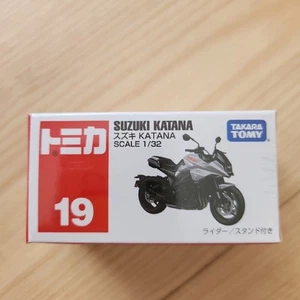 トミカ
19
SUZUKI KATANA
スズキ KATANA
SCALE 1/32
TAKARA
TOMY
ライダー/スタンド付き